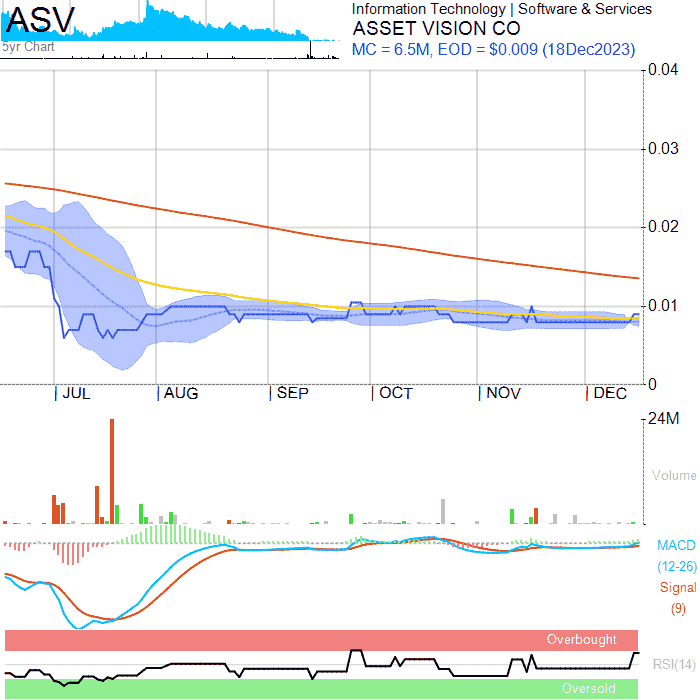 ASV
5yr Chart
Information Technology | Software & Services
ASSET VISION CO
MC = 6.5M, EOD = $0.009 (18Dec2023)
0.04
0.03
0.02
0.01
0
JUL AUG SEP OCT NOV DEC
24M
Volume
MACD
(12-26)
Signal
(9)
Overbought
RSI(14)
Oversold